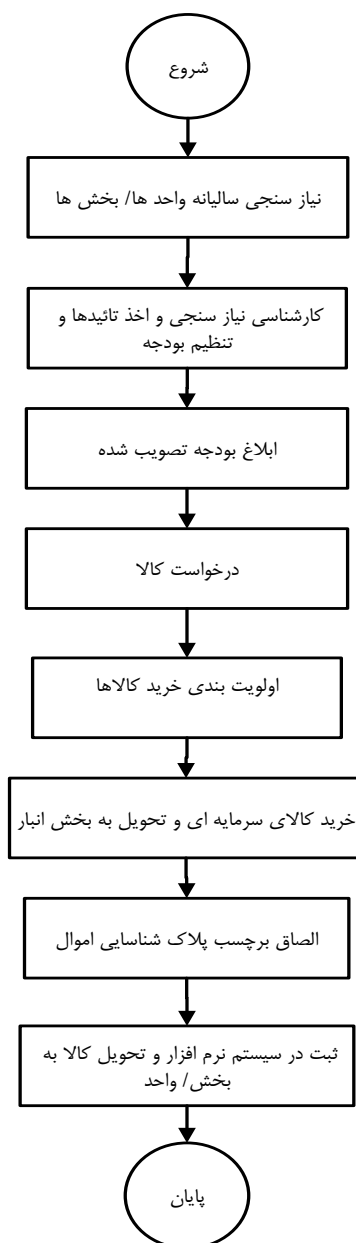 شروع
نیاز سنجی سالیانه واحد ها/ بخش ها
کارشناسی نیاز سنجی و اخذ تائیدها و
تنظیم بودجه
ابلاغ بودجه تصویب شده
درخواست کالا
اولویت بندی خرید کالاها
خرید کالای سرمایه ای و تحویل به بخش انبار
الصاق برچسب پلاک شناسایی اموال
ثبت در سیستم نرم افزار و تحویل کالا به
بخش/ واحد
پایان